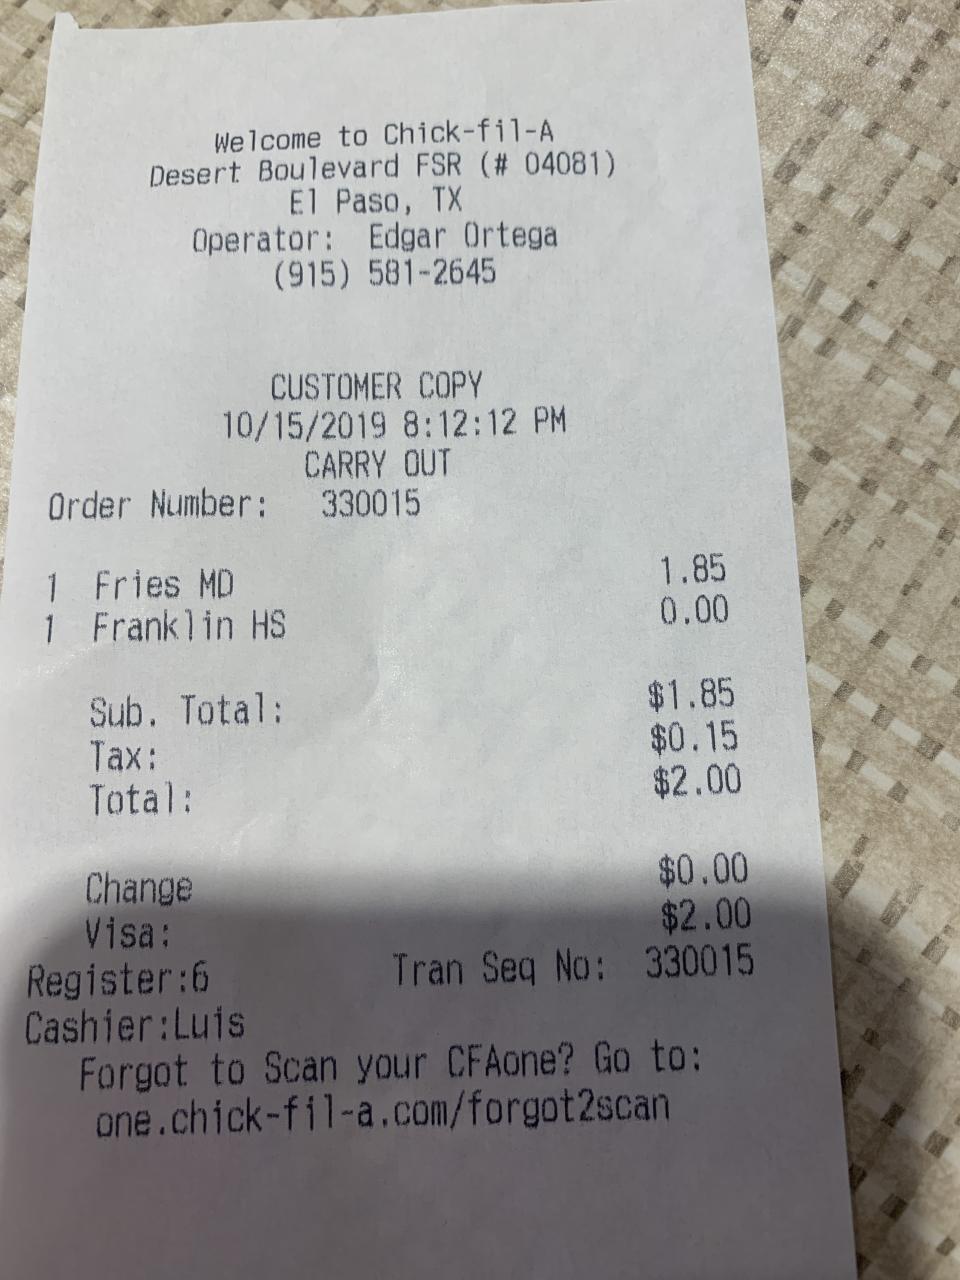 Welcome to Chick-fil-A
Desert Boulevard FSR (# 04081)
El Paso, TX
Operator: Edgar Ortega
(915) 581-2645
CUSTOMER COPY
10/15/2019 8:12:12 PM
CARRY OUT
Order Number: 330015
1 Fries MD 1.85
1 Franklin HS 0.00
Sub. Total: $1.85
Tax: $0.15
Total: $2.00
Change $0.00
Visa: $2.00
Register:6 Tran Seq No: 330015
Cashier:Luis
Forgot to Scan your CFAone? Go to:
one.chick-fil-a.com/forgot2scan